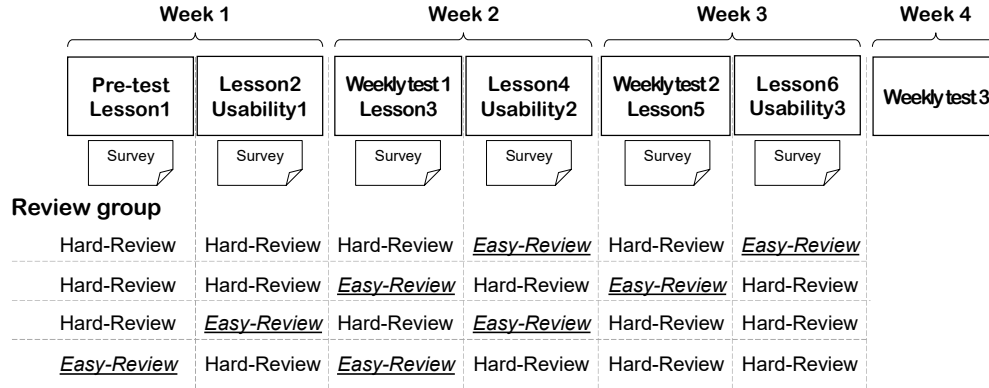 Week 1 Week 2 Week 3 Week 4
Pre-test Lesson2 Weekly test 1 Lesson4 Weekly test 2 Lesson6 Weekly test 3
Lesson1 Usability1 Lesson3 Usability2 Lesson5 Usability3
Survey Survey Survey Survey Survey Survey
Review group
Hard-Review Hard-Review Hard-Review Easy-Review Hard-Review Easy-Review
Hard-Review Hard-Review Easy-Review Hard-Review Easy-Review Hard-Review
Hard-Review Easy-Review Hard-Review Easy-Review Hard-Review Hard-Review
Easy-Review Hard-Review Easy-Review Hard-Review Hard-Review Hard-Review